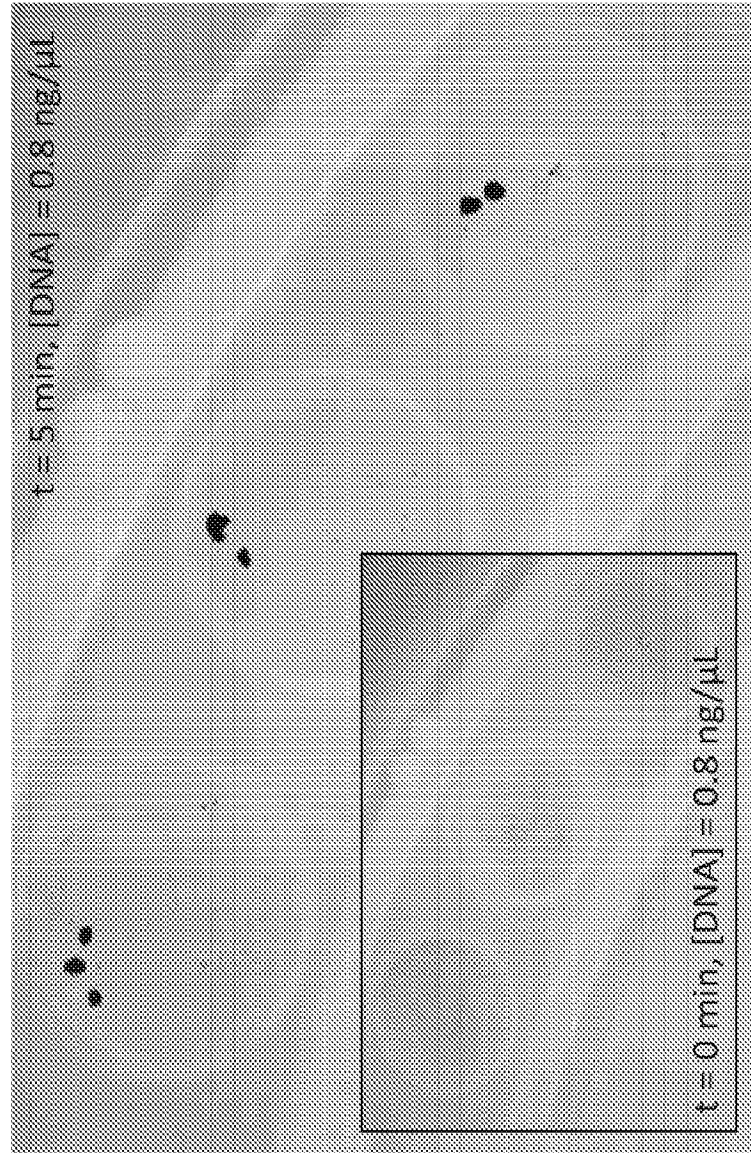 t = 5 min, [DNA] = 0.8 ng/µL
t = 0 min, [DNA] = 0.8 ng/µL